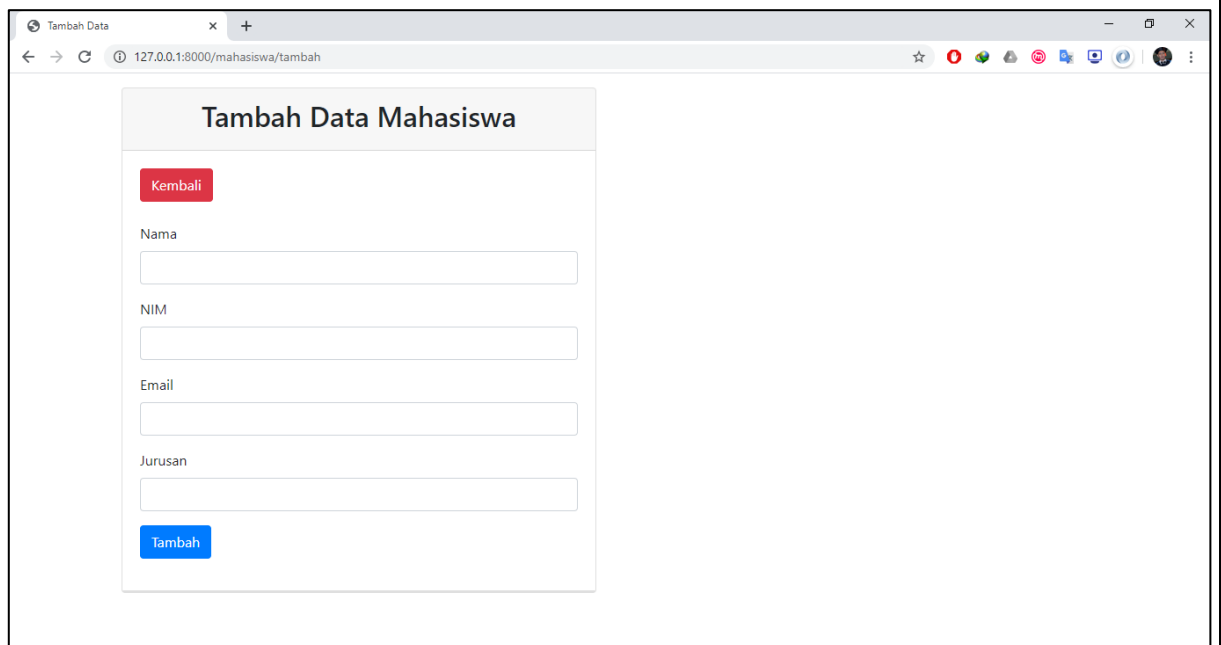 Tambah Data
127.0.0.1:8000/mahasiswa/tambah
Tambah Data Mahasiswa
Kembali
Nama
NIM
Email
Jurusan
Tambah